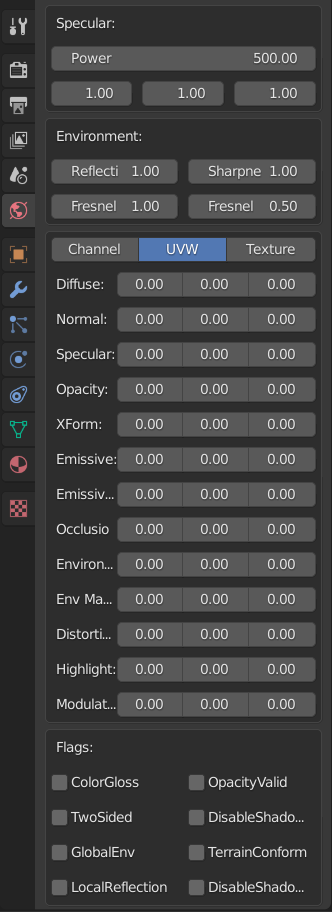 Specular:
Power 500.00
1.00 1.00 1.00
Environment:
Reflecti 1.00 Sharpne 1.00
Fresnel 1.00 Fresnel 0.50
Channel UVW Texture
Diffuse: 0.00 0.00 0.00
Normal: 0.00 0.00 0.00
Specular: 0.00 0.00 0.00
Opacity: 0.00 0.00 0.00
XForm: 0.00 0.00 0.00
Emissive: 0.00 0.00 0.00
Emissiv... 0.00 0.00 0.00
Occlusio 0.00 0.00 0.00
Environ... 0.00 0.00 0.00
Env Ma... 0.00 0.00 0.00
Distorti... 0.00 0.00 0.00
Highlight: 0.00 0.00 0.00
Modulat... 0.00 0.00 0.00
Flags:
ColorGloss OpacityValid
TwoSided DisableShado...
GlobalEnv TerrainConform
LocalReflection DisableShado...